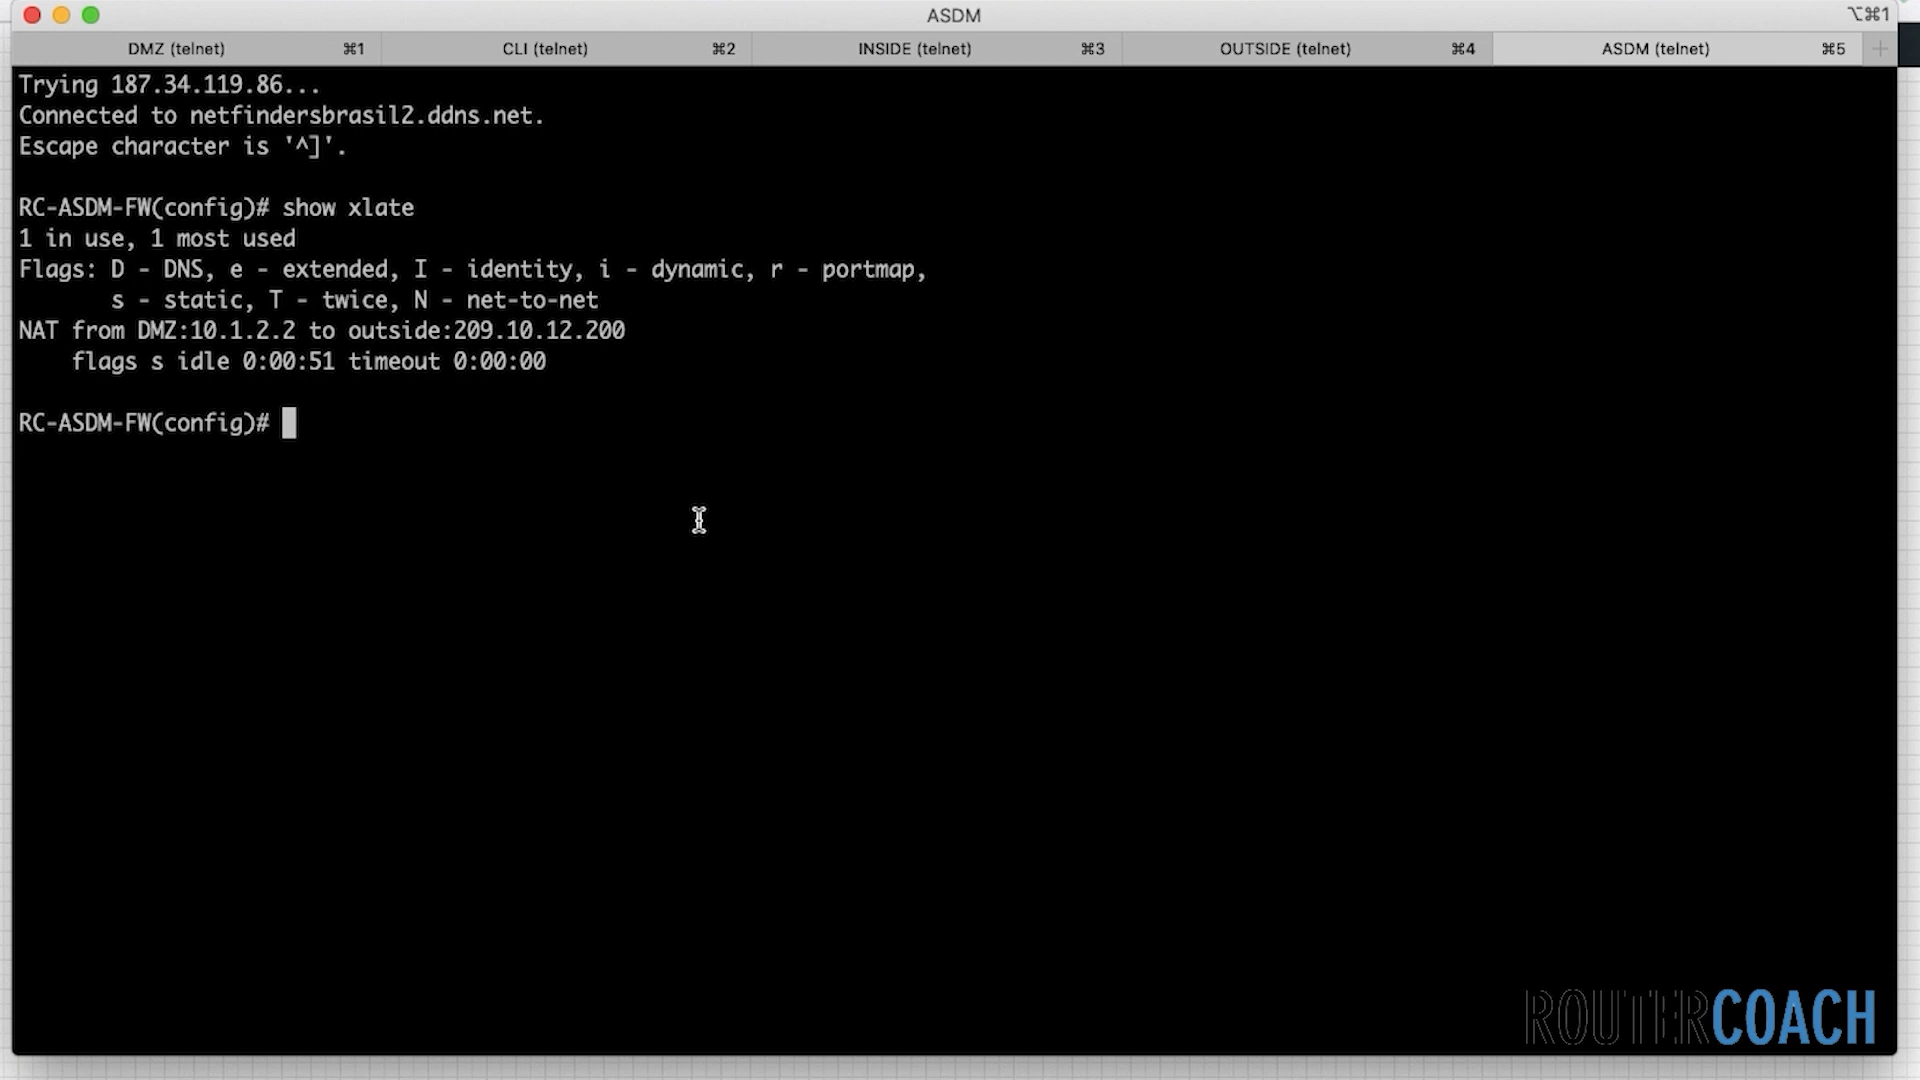 ASDM
⌥⌘1
DMZ (telnet) ⌘1 CLI (telnet) ⌘2 INSIDE (telnet) ⌘3 OUTSIDE (telnet) ⌘4 ASDM (telnet) ⌘5 +
Trying 187.34.119.86...
Connected to netfindersbrasil2.ddns.net.
Escape character is '^]'.
RC-ASDM-FW(config)# show xlate
1 in use, 1 most used
Flags: D - DNS, e - extended, I - identity, i - dynamic, r - portmap,
s - static, T - twice, N - net-to-net
NAT from DMZ:10.1.2.2 to outside:209.10.12.200
flags s idle 0:00:51 timeout 0:00:00
RC-ASDM-FW(config)#
ROUTERCOACH